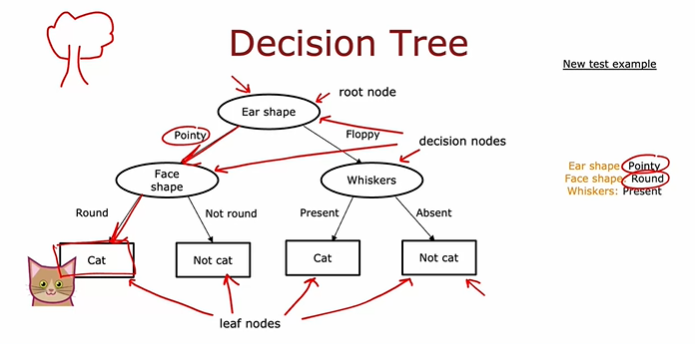 Decision Tree
New test example
root node
Ear shape
Pointy
Floppy
decision nodes
Face
shape
Whiskers
Ear shape: Pointy
Face shape: Round
Whiskers: Present
Round
Not round
Present
Absent
Cat
Not cat
Cat
Not cat
leaf nodes